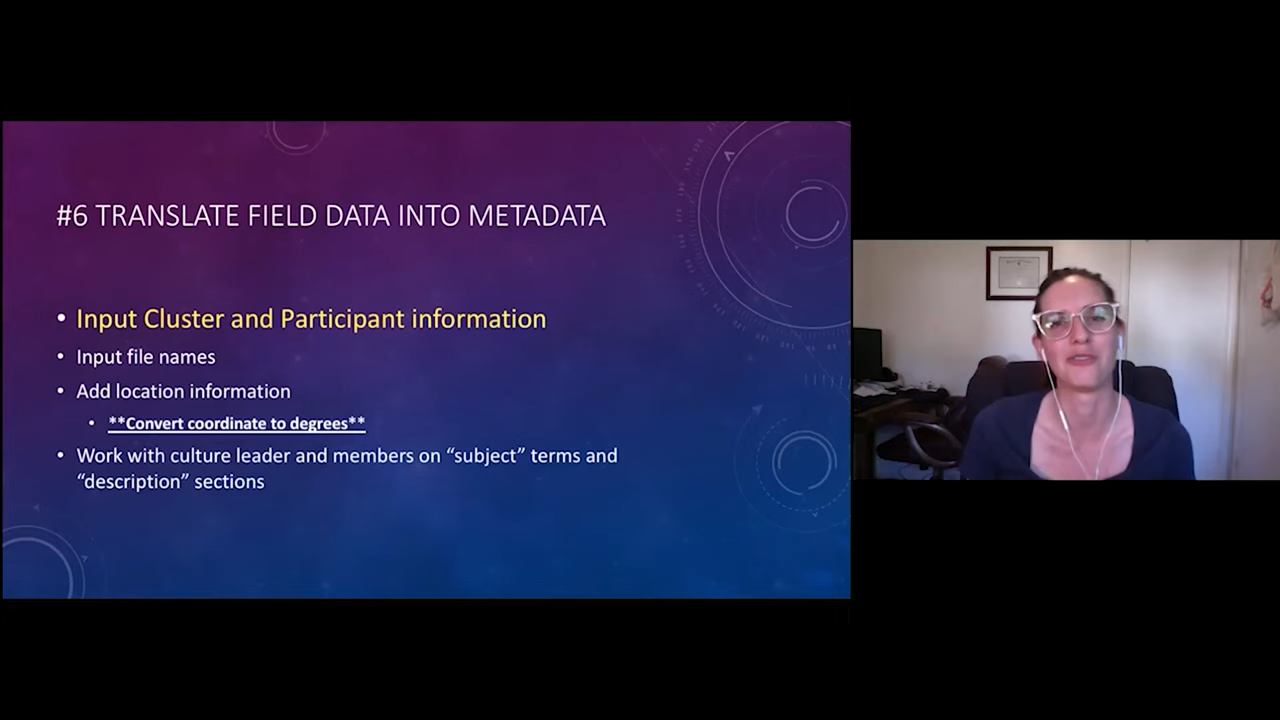 #6 TRANSLATE FIELD DATA INTO METADATA
• Input Cluster and Participant information
• Input file names
• Add location information
• **Convert coordinate to degrees**
• Work with culture leader and members on “subject” terms and
“description” sections